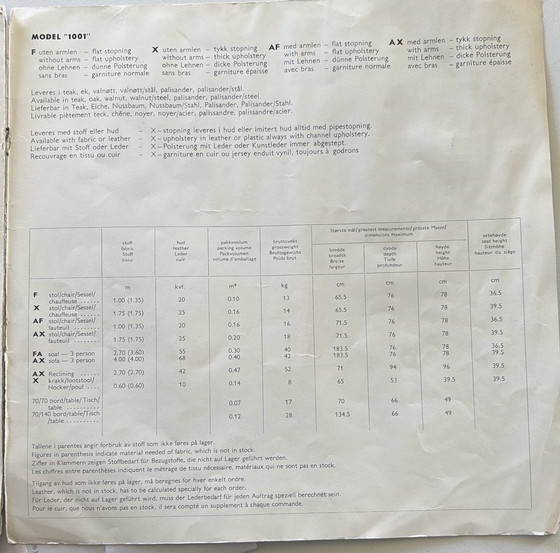 MODEL "1001"
F uten armlen – flat stopning
without arms – flat upholstery
ohne Lehnen – dünne Polsterung
sans bras – garniture normale
X uten armlen – tykk stopning
without arms – thick upholstery
ohne Lehnen – dicke Polsterung
sans bras – garniture épaisse
AF med armlen – flat stopning
with arms – flat upholstery
mit Lehnen – dünne Polsterung
avec bras – garniture normale
AX med armlen – tykk stopning
with arms – thick upholstery
mit Lehnen – dicke Polsterung
avec bras – garniture épaisse
Leveres i teak, ek, valnøtt, valnøtt/stål, palisander, palisander/stål.
Available in teak, oak, walnut, walnut/steel, palisander, palisander/steel.
Lieferbar in Teak, Eiche, Nussbaum, Nussbaum/Stahl, Palisander, Palisander/Stahl.
Livrable piètement teck, chêne, noyer, noyer/acier, palissandre, palissandre/acier.
Leveres med stoff eller hud – X – stopning leveres i hud eller imitert hud alltid med pipestopning.
Available with fabric or leather – X – upholstery in leather or plastic always with channel upholstery.
Lieferbar mit Stoff oder Leder – X – Polsterung mit Leder oder Kunstleder immer abgestept.
Recouvrage en tissu ou cuir – X – garniture en cuir ou jersey enduit vynil, toujours à godrons
Største mål/greatest measurements/grösste Masse/
dimensions maximum
stoff
fabric
Stoff
tissu
hud
leather
Leder
cuir
pakkvolum
packing volume
Packvolumen
volume d'emballage
bruttovekt
grossweight
Bruttogewicht
Poids brut
bredde
breadth
Breite
largeur
dybde
depth
Tiefe
profondeur
høyde
height
Höhe
hauteur
sittehøyde
seat height
Sitzhöhe
hauteur du siège
m kvf. m³ kg cm cm cm cm
F stol/chair/Sessel/
chauffeuse ...... 1.00 (1.35) 20 0.10 13 65.5 76 78 36.5
X stol/chair/Sessel/
chauffeuse ...... 1.75 (1.75) 25 0.16 14 65.5 76 78 39.5
AF stol/chair/Sessel/
fauteuil ........ 1.00 (1.35) 20 0.16 16 71.5 76 78 36.5
AX stol/chair/Sessel/
fauteuil ........ 1.75 (1.75) 25 0.20 18 71.5 76 78 39.5
FA sofa — 3 person 2.70 (3.60) 55 0.30 40 183.5 76 78 36.5
AX sofa — 3 person 4.00 (4.00) 68 0.40 42 183.5 76 78 39.5
AX Reclining ..... 2.70 (2.70) 42 0.47 52 71 94 96 39.5
X krakk/footstool/
Hocker/pouf .... 0.60 (0.60) 10 0.14 8 65 53 39.5 39.5
70/70 bord/table/Tisch/
table .......... 0.07 17 70 66 49
70/140 bord/table/Tisch
/table .......... 0.12 28 134.5 66 49
Tallene i parentes angir forbruk av stoff som ikke føres på lager.
Figures in parenthesis indicate material needed of fabric, which is not in stock.
Ziffer in Klammern zeigen Stoffbedarf für Bezugstoffe, die nicht auf Lager geführt werden.
Les chiffres entre parenthèses indiquent le métrage de tissu nécessaire, matériaux qui ne sont pas en stock.
Tilgang av hud som ikke føres på lager, må beregnes for hver enkelt ordre.
Leather, which is not in stock, has to be calculated specially for each order.
Für Leder, der nicht auf Lager geführt wird, muss der Lederbedarf für jeden Auftrag speziell berechnet sein.
Pour le cuir, que nous n'avons pas en stock, il sera compté un supplément à chaque commande.